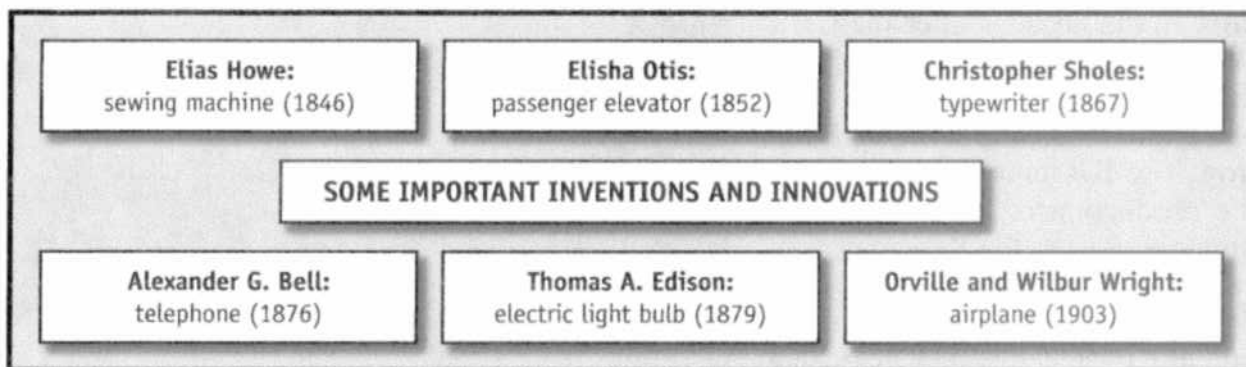 Elias Howe:
sewing machine (1846)
Elisha Otis:
passenger elevator (1852)
Christopher Sholes:
typewriter (1867)
SOME IMPORTANT INVENTIONS AND INNOVATIONS
Alexander G. Bell:
telephone (1876)
Thomas A. Edison:
electric light bulb (1879)
Orville and Wilbur Wright:
airplane (1903)